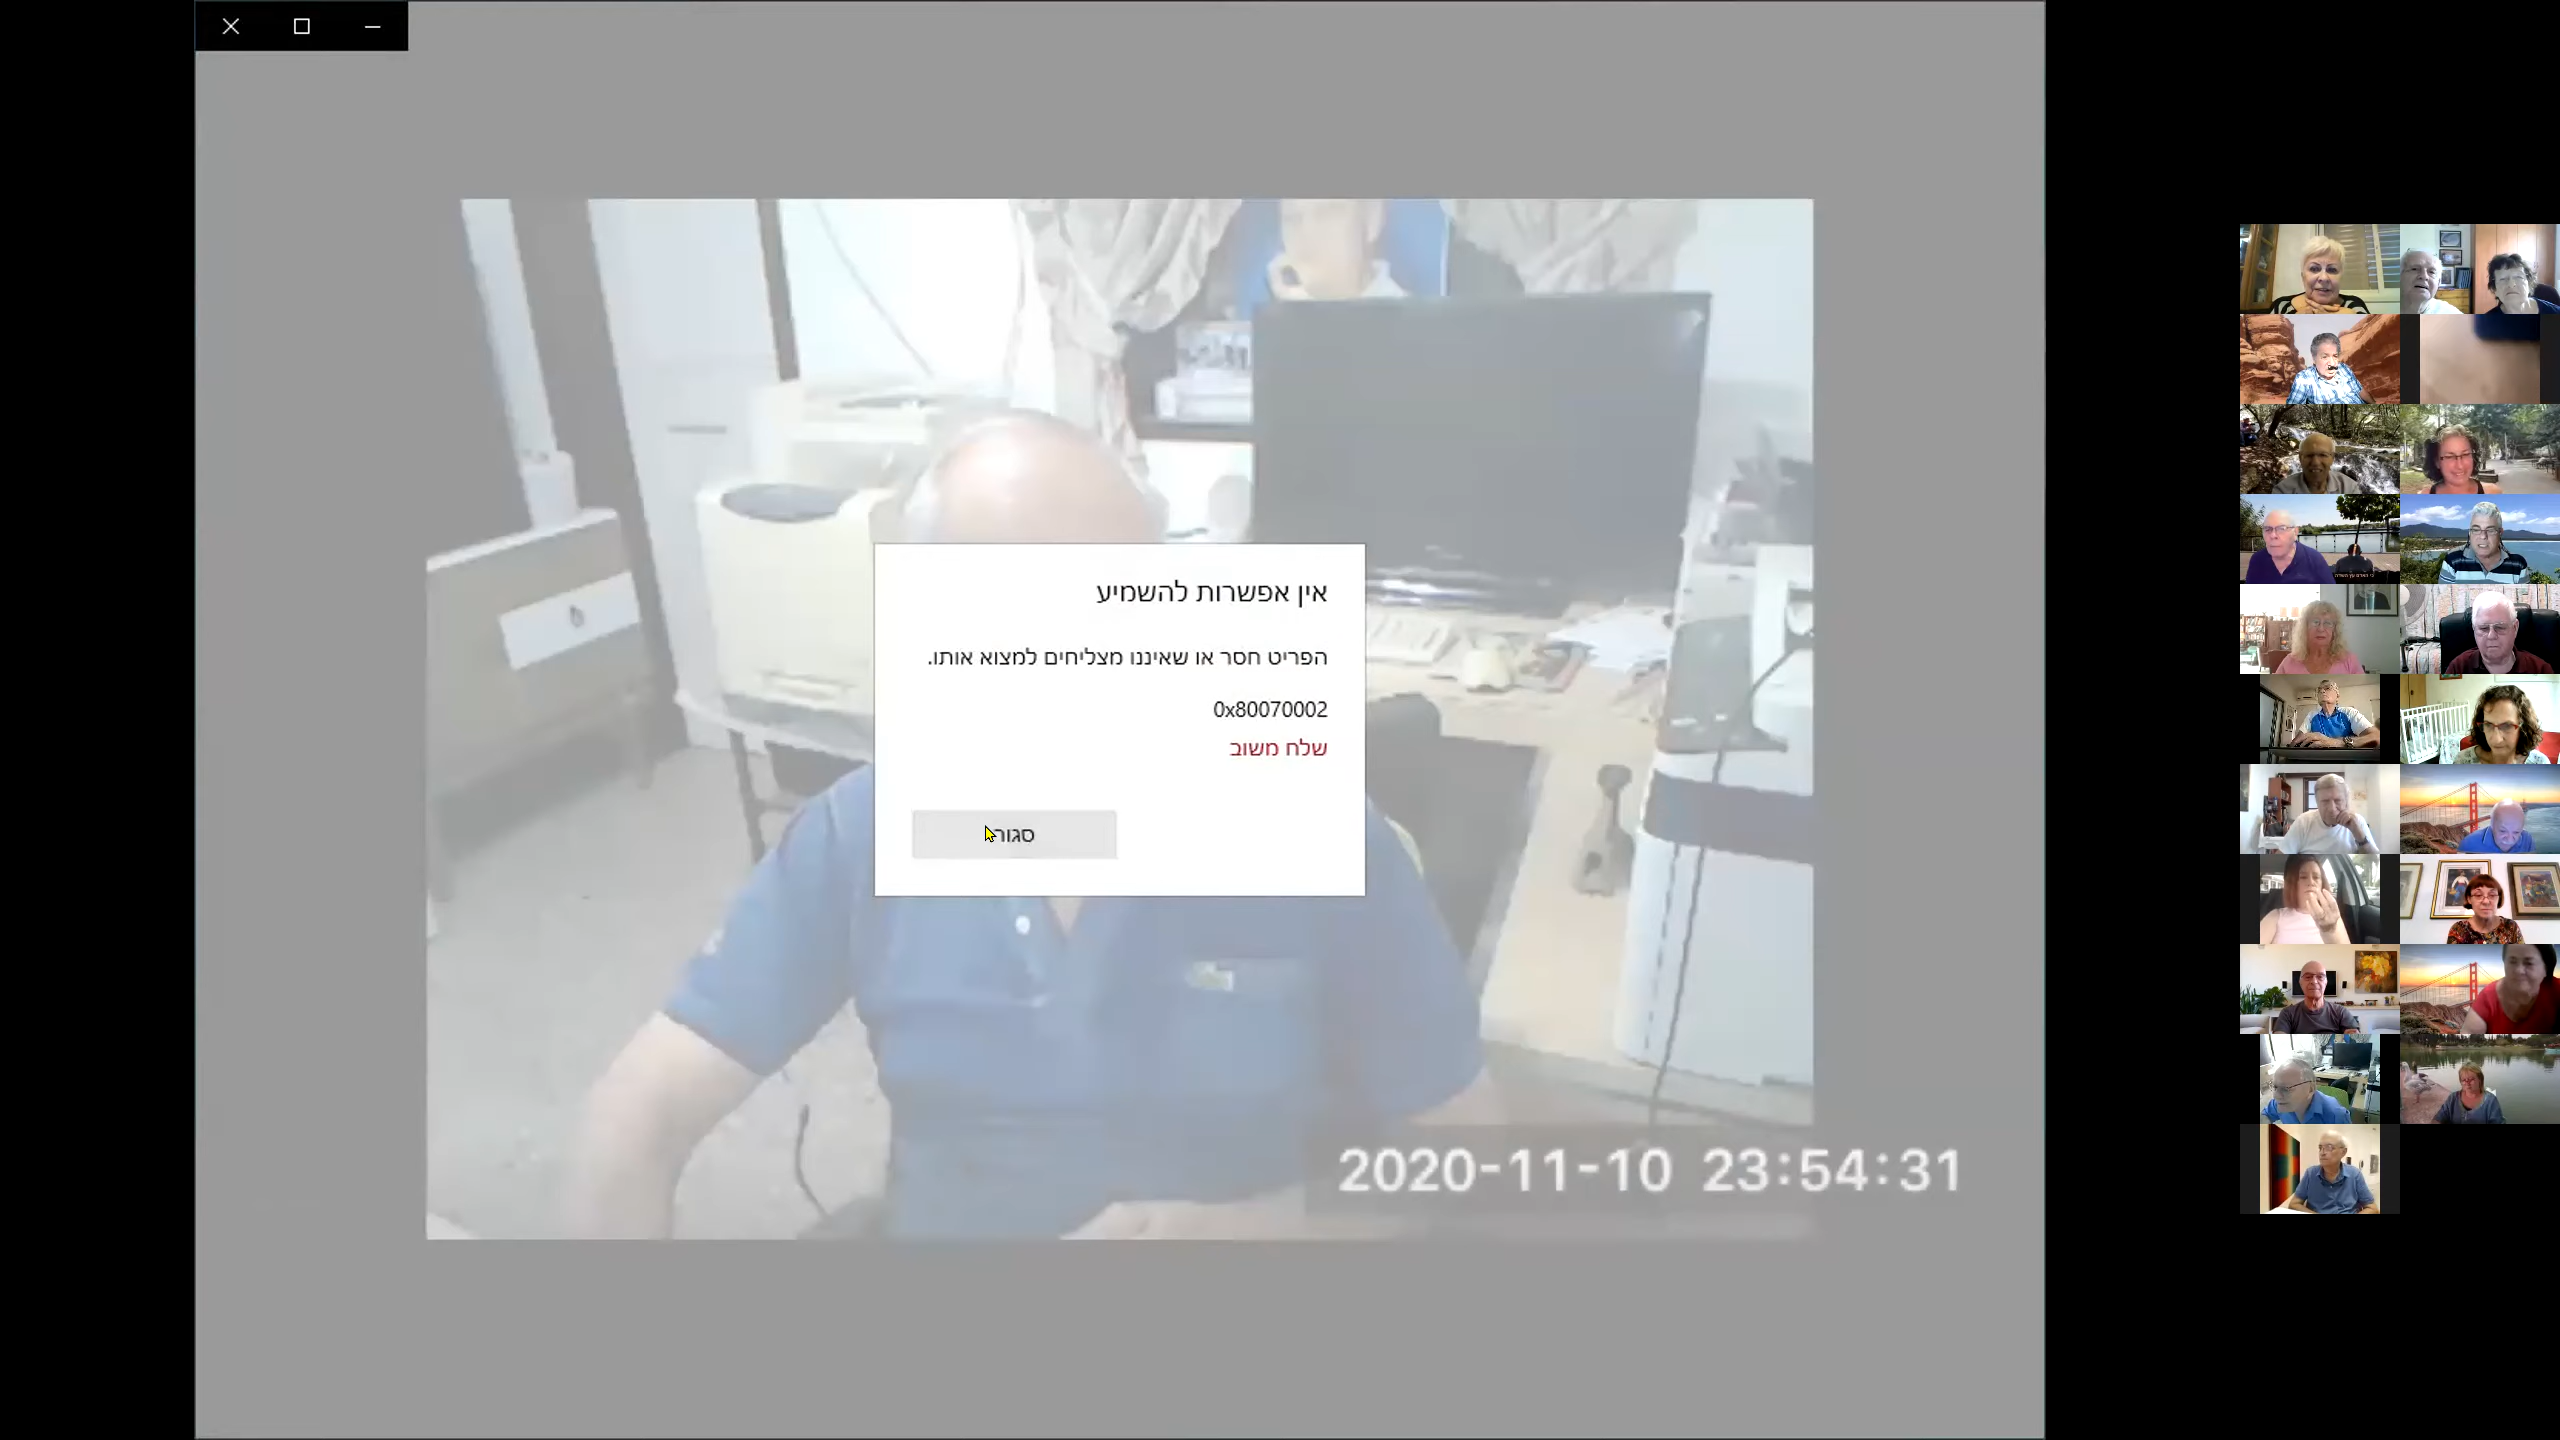 אין אפשרות להשמיע
הפריט חסר או שאיננו מצליחים למצוא אותו.
0x80070002
שלח משוב
סגור
2020-11-10 23:54:31